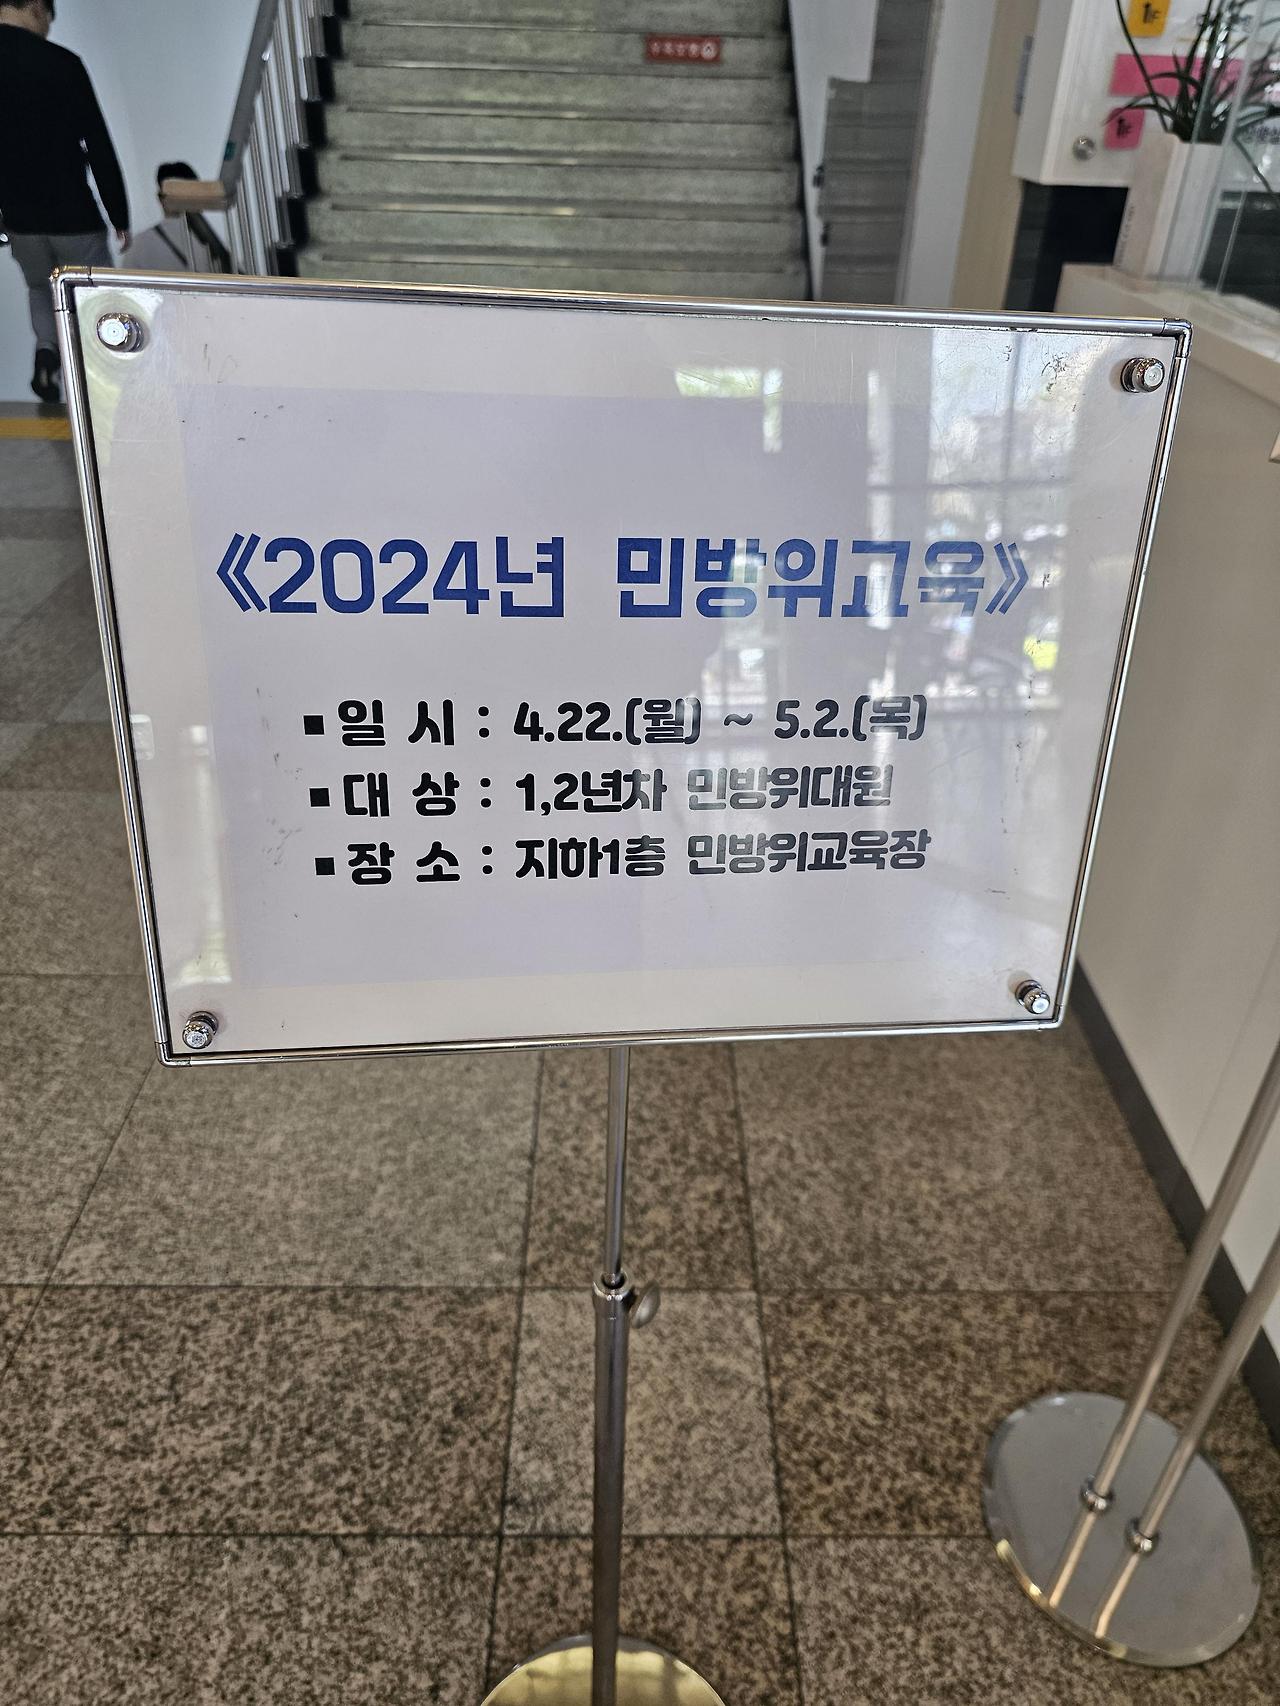 1F
1F
《2024년 민방위교육》
▪일 시 : 4.22.(월) ~ 5.2.(목)
▪대 상 : 1,2년차 민방위대원
▪장 소 : 지하1층 민방위교육장